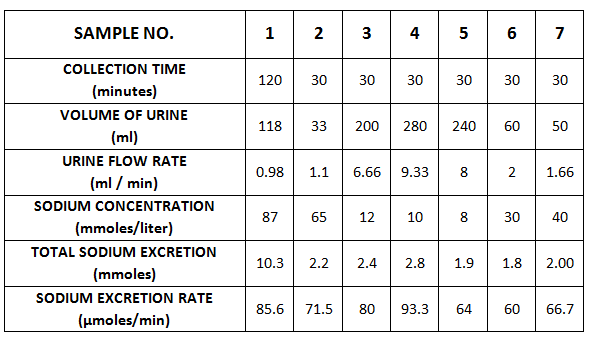 SAMPLE NO. 1 2 3 4 5 6 7
COLLECTION TIME
(minutes) 120 30 30 30 30 30 30
VOLUME OF URINE
(ml) 118 33 200 280 240 60 50
URINE FLOW RATE
(ml / min) 0.98 1.1 6.66 9.33 8 2 1.66
SODIUM CONCENTRATION
(mmoles/liter) 87 65 12 10 8 30 40
TOTAL SODIUM EXCRETION
(mmoles) 10.3 2.2 2.4 2.8 1.9 1.8 2.00
SODIUM EXCRETION RATE
(µmoles/min) 85.6 71.5 80 93.3 64 60 66.7